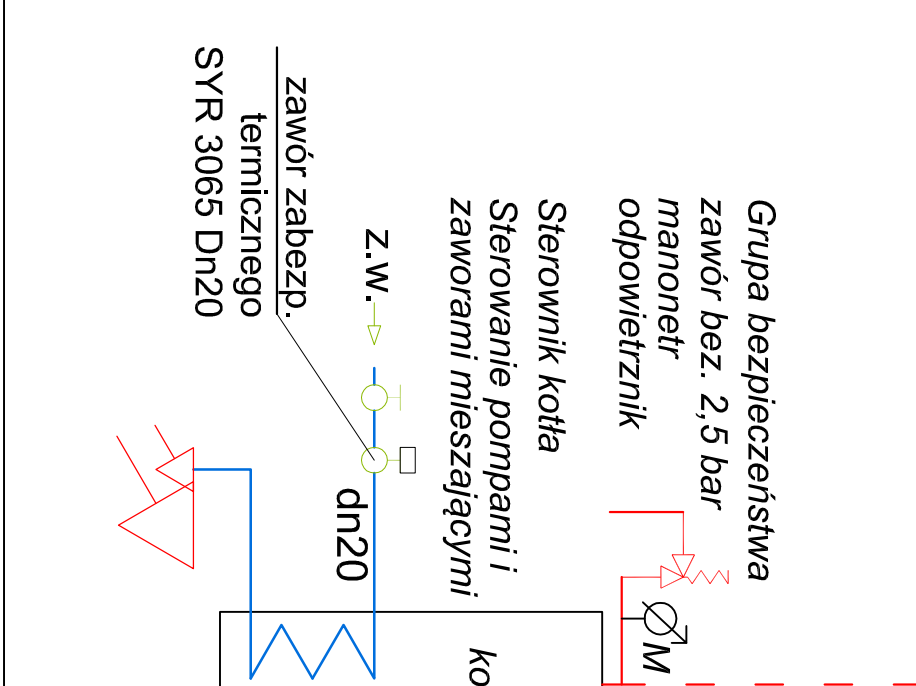 Grupa bezpieczeństwa
zawór bez. 2,5 bar
manonetr
odpowietrznik
Sterownik kotła
Sterowanie pompami i
zaworami mieszającymi
z.w.
zawór zabezp.
termicznego
SYR 3065 Dn20
dn20
M
ko